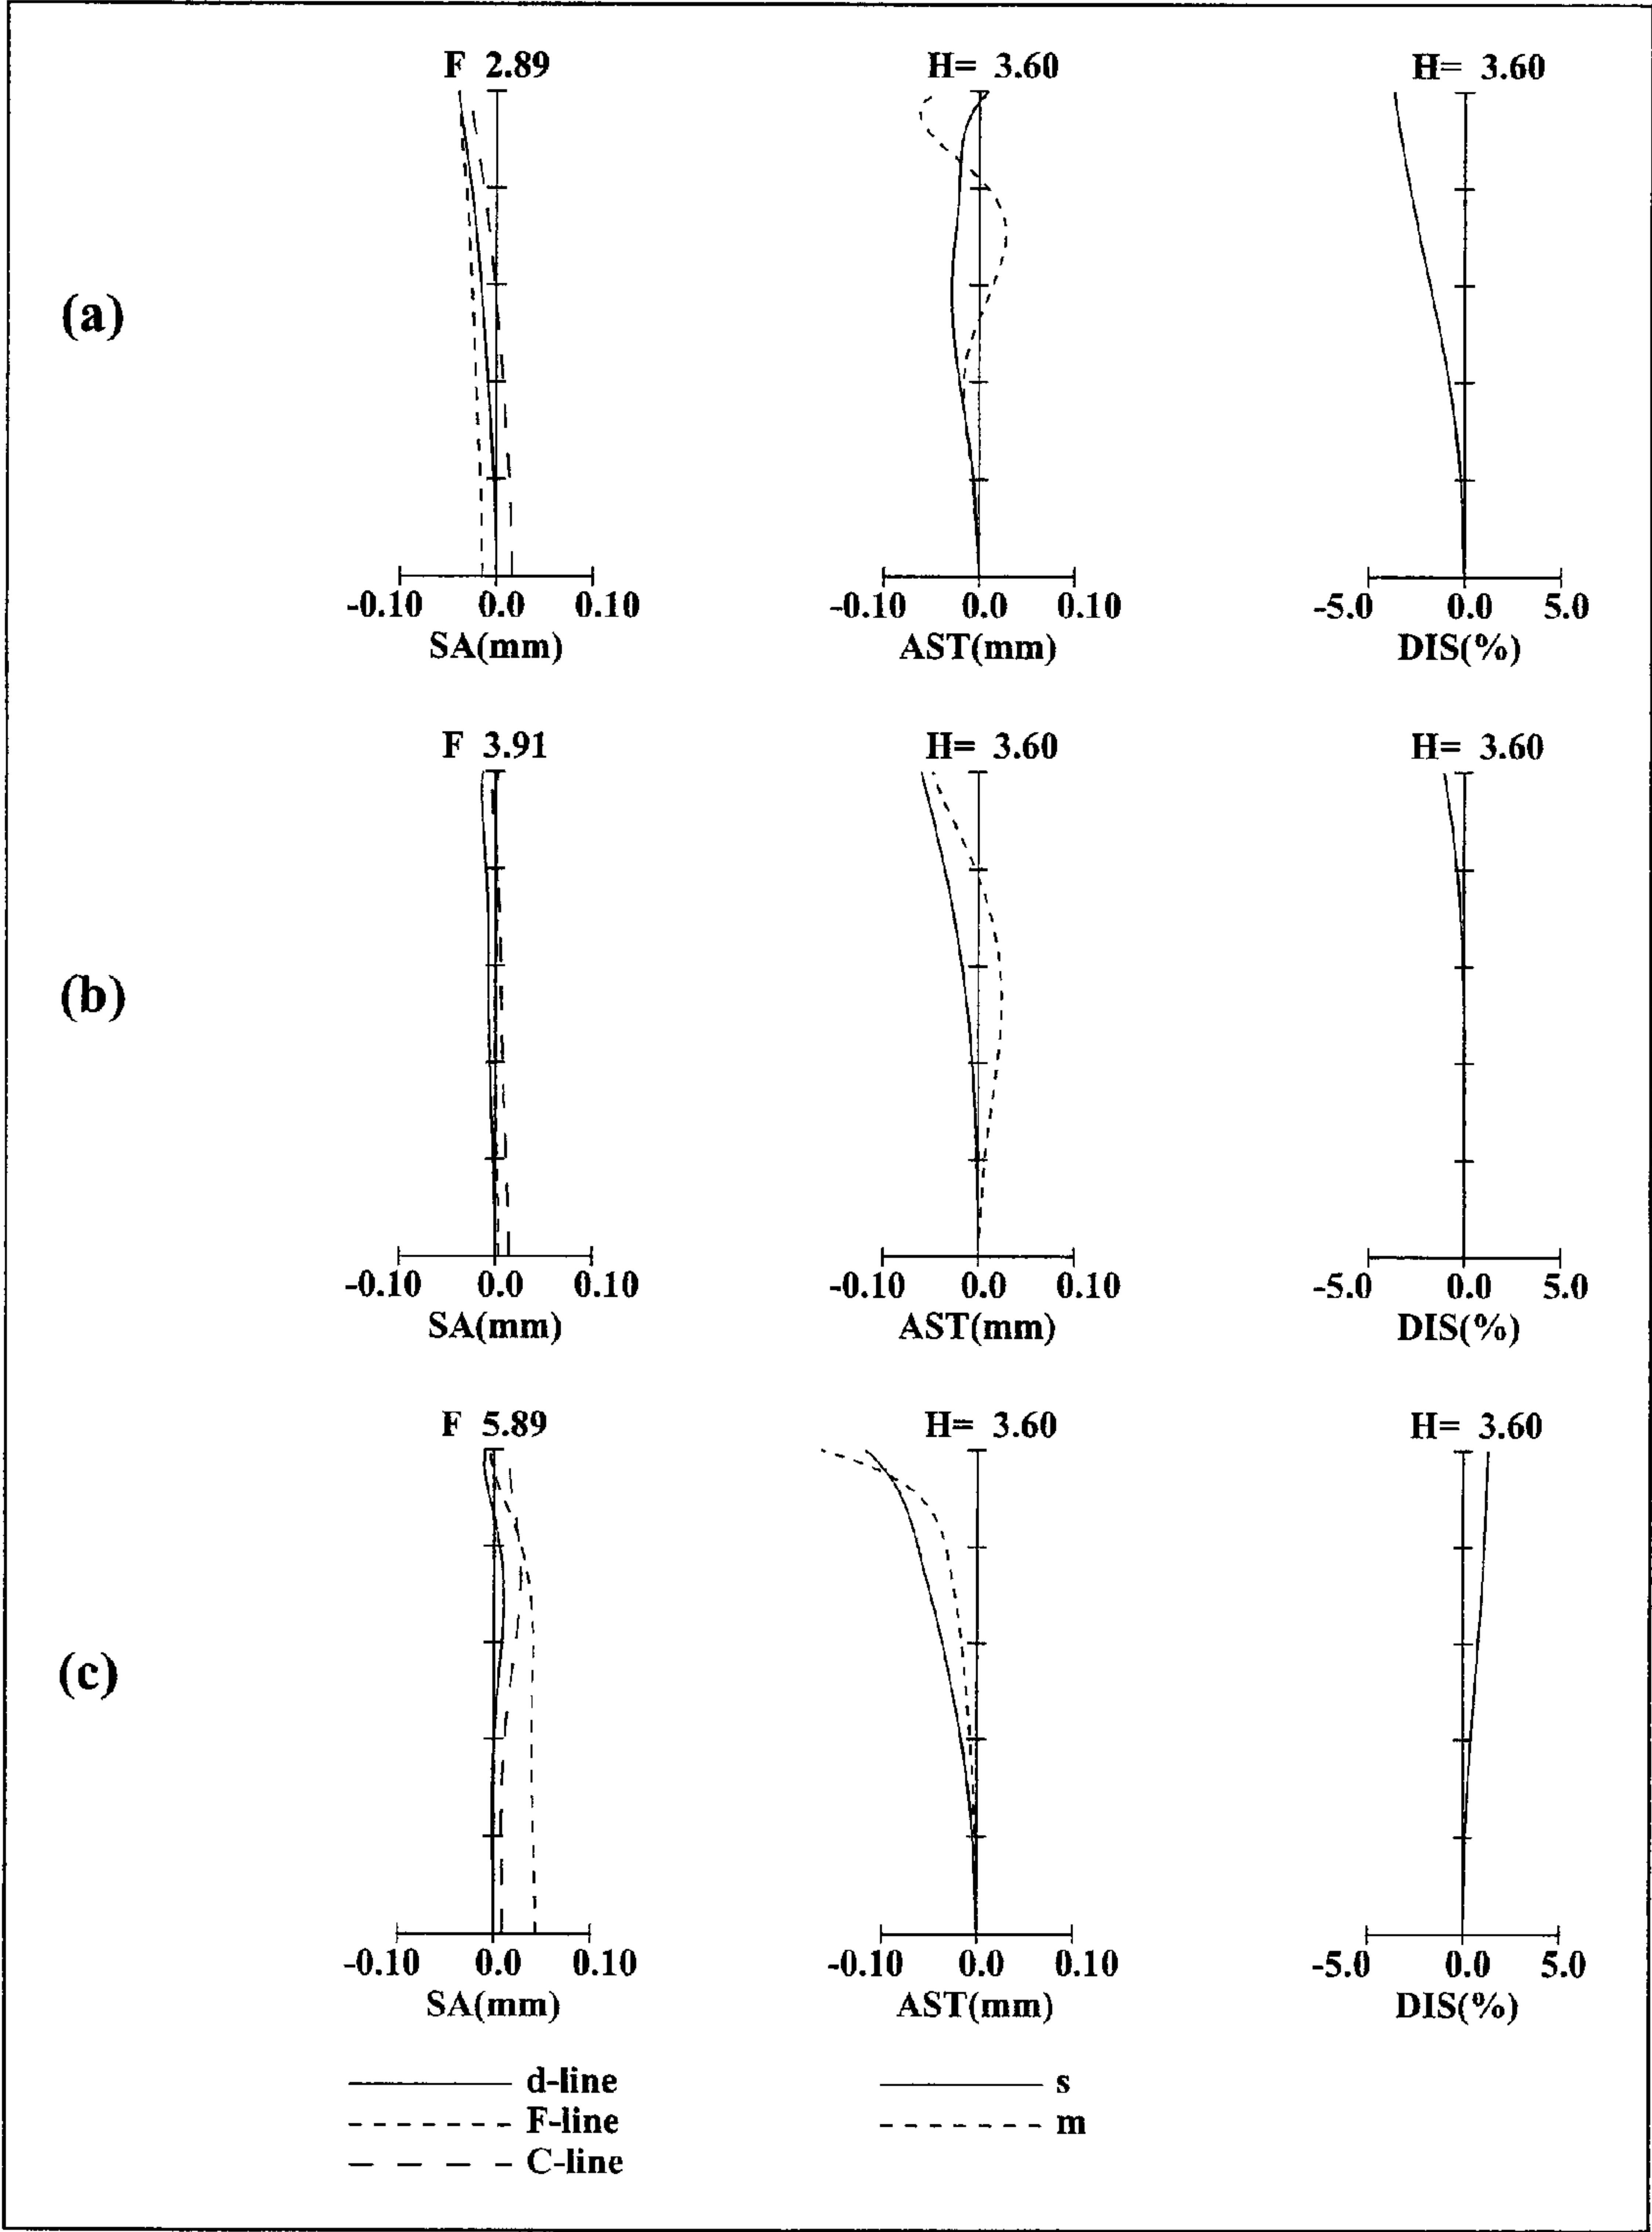 F 2.89 H= 3.60 H= 3.60
(a)
-0.10 0.0 0.10 -0.10 0.0 0.10 -5.0 0.0 5.0
SA(mm) AST(mm) DIS(%)
F 3.91 H= 3.60 H= 3.60
(b)
-0.10 0.0 0.10 -0.10 0.0 0.10 -5.0 0.0 5.0
SA(mm) AST(mm) DIS(%)
F 5.89 H= 3.60 H= 3.60
(c)
-0.10 0.0 0.10 -0.10 0.0 0.10 -5.0 0.0 5.0
SA(mm) AST(mm) DIS(%)
d-line s
F-line m
C-line